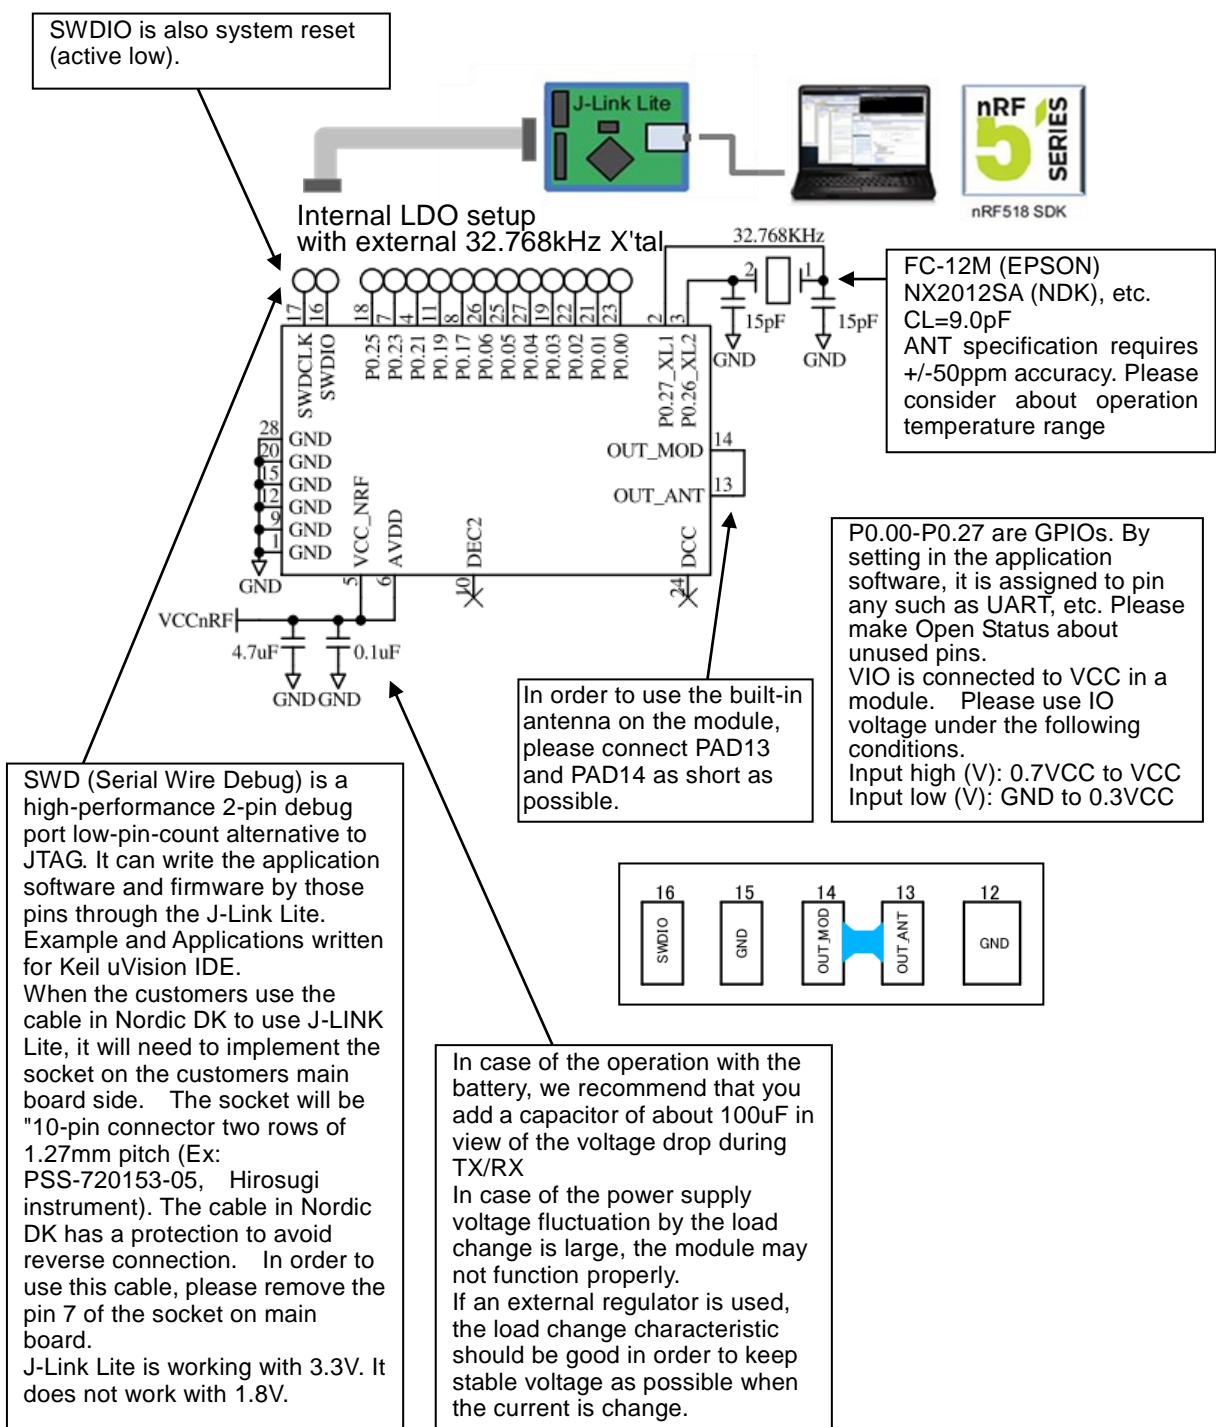 SWDIO is also system reset
(active low).
J-Link Lite
nRF
5
SERIES
nRF518 SDK
Internal LDO setup
with external 32.768kHz X'tal
32.768KHz
2
1
15pF
15pF
GND
GND
FC-12M (EPSON)
NX2012SA (NDK), etc.
CL=9.0pF
ANT specification requires
+/-50ppm accuracy. Please
consider about operation
temperature range
17
16
18
7
4
11
8
26
25
27
19
22
21
23
2
3
SWDCLK
SWDIO
P0.25
P0.23
P0.21
P0.19
P0.17
P0.06
P0.05
P0.04
P0.03
P0.02
P0.01
P0.00
P0.27_XL1
P0.26_XL2
28
GND
20
GND
15
GND
12
GND
9
GND
1
GND
GND
OUT_MOD
14
OUT_ANT
13
VCC_NRF
AVDD
DEC2
DCC
5
6
10
24
VCCnRF
4.7uF
0.1uF
GND
GND
P0.00-P0.27 are GPIOs. By
setting in the application
software, it is assigned to pin
any such as UART, etc. Please
make Open Status about
unused pins.
VIO is connected to VCC in a
module. Please use IO
voltage under the following
conditions.
Input high (V): 0.7VCC to VCC
Input low (V): GND to 0.3VCC
In order to use the built-in
antenna on the module,
please connect PAD13
and PAD14 as short as
possible.
SWD (Serial Wire Debug) is a
high-performance 2-pin debug
port low-pin-count alternative to
JTAG. It can write the application
software and firmware by those
pins through the J-Link Lite.
Example and Applications written
for Keil uVision IDE.
When the customers use the
cable in Nordic DK to use J-LINK
Lite, it will need to implement the
socket on the customers main
board side. The socket will be
"10-pin connector two rows of
1.27mm pitch (Ex:
PSS-720153-05, Hirosugi
instrument). The cable in Nordic
DK has a protection to avoid
reverse connection. In order to
use this cable, please remove the
pin 7 of the socket on main
board.
J-Link Lite is working with 3.3V. It
does not work with 1.8V.
16
15
14
13
12
SWDIO
GND
OUT_MOD
OUT_ANT
GND
In case of the operation with the
battery, we recommend that you
add a capacitor of about 100uF in
view of the voltage drop during
TX/RX
In case of the power supply
voltage fluctuation by the load
change is large, the module may
not function properly.
If an external regulator is used,
the load change characteristic
should be good in order to keep
stable voltage as possible when
the current is change.